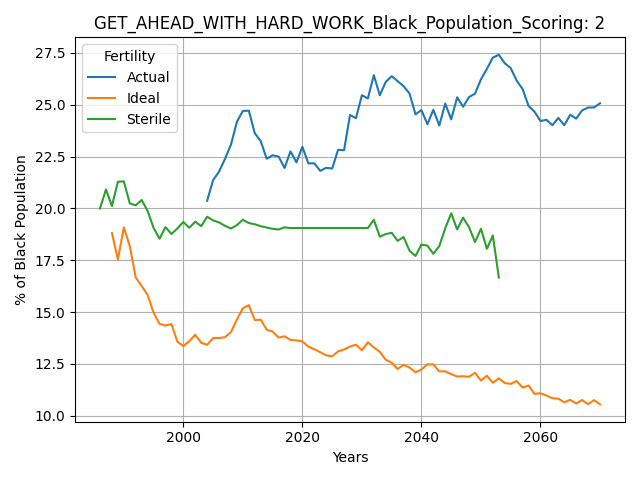 GET_AHEAD_WITH_HARD_WORK_Black_Population_Scoring: 2
Fertility
Actual
Ideal
Sterile
% of Black Population
27.5
25.0
22.5
20.0
17.5
15.0
12.5
10.0
2000 2020 2040 2060
Years